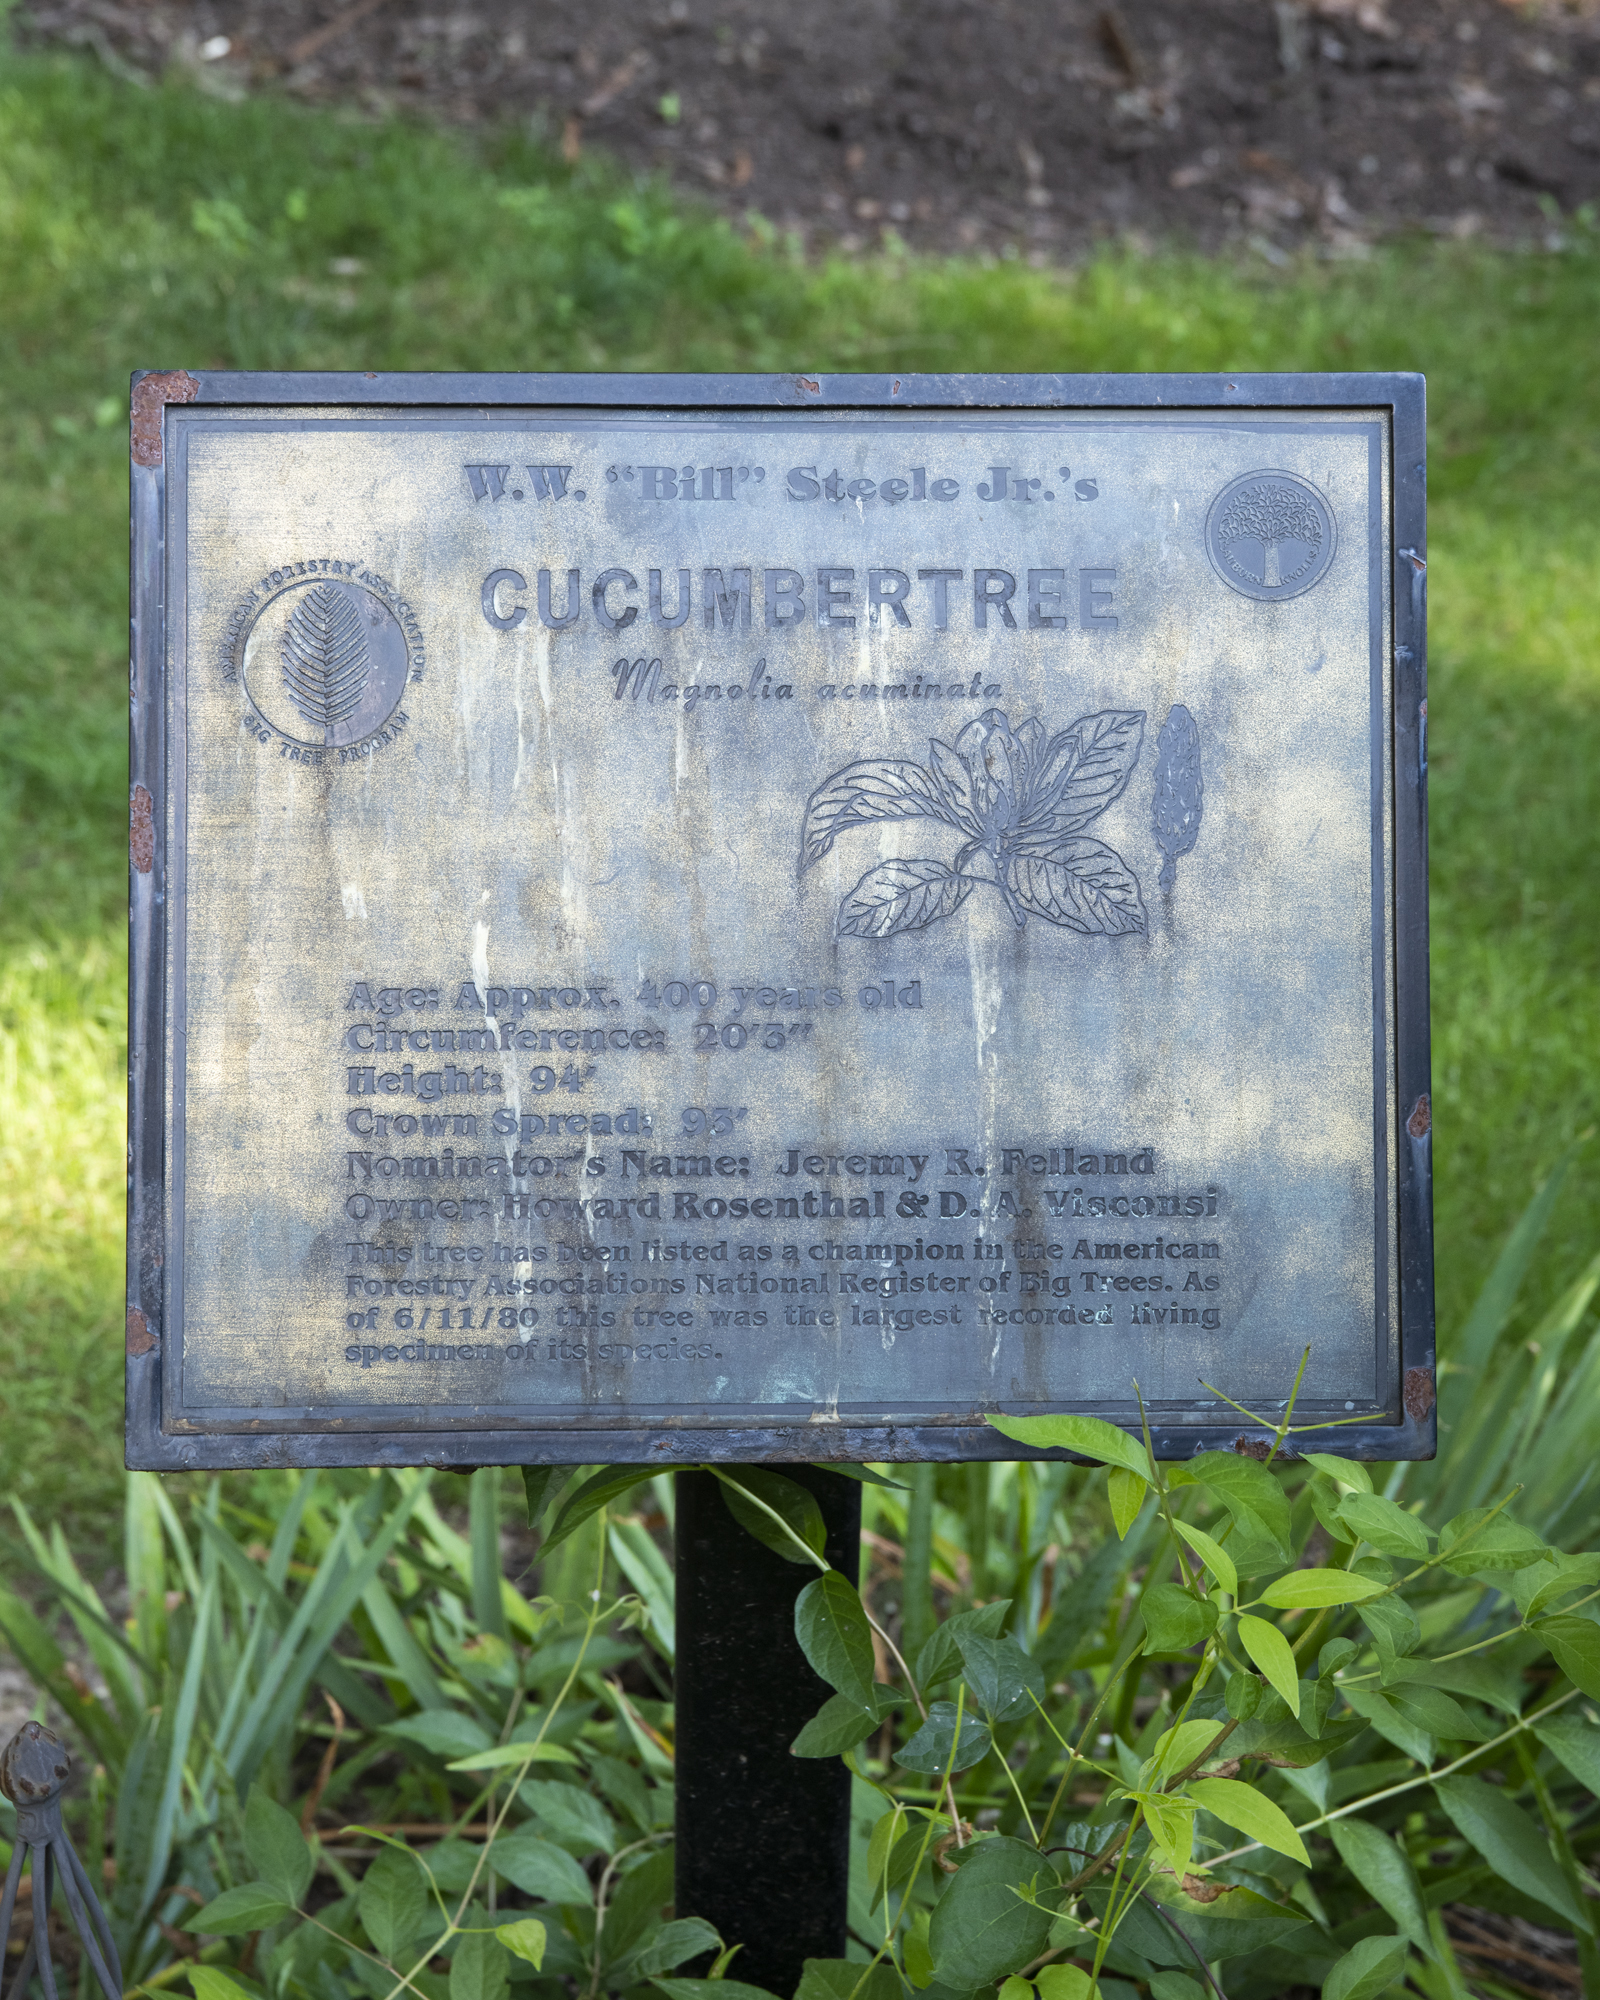 W.W. “Bill” Steele Jr.’s
CUCUMBERTREE
Magnolia acuminata
AMERICAN FORESTRY ASSOCIATION
BIG TREE PROGRAM
KNOLLS
Age: Approx. 400 years old
Circumference: 20'3"
Height: 94'
Crown Spread: 93'
Nominator's Name: Jeremy R. Felland
Owner: Howard Rosenthal & D. A. Visconsi
This tree has been listed as a champion in the American
Forestry Associations National Register of Big Trees. As
of 6/11/80 this tree was the largest recorded living
specimen of its species.